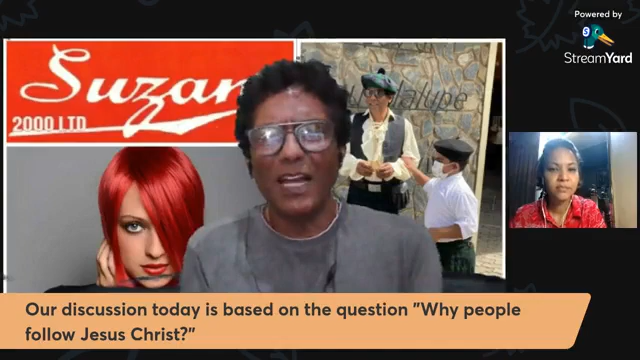 Powered by
StreamYard
Suzan
2000 LTD
Our discussion today is based on the question "Why people
follow Jesus Christ?"